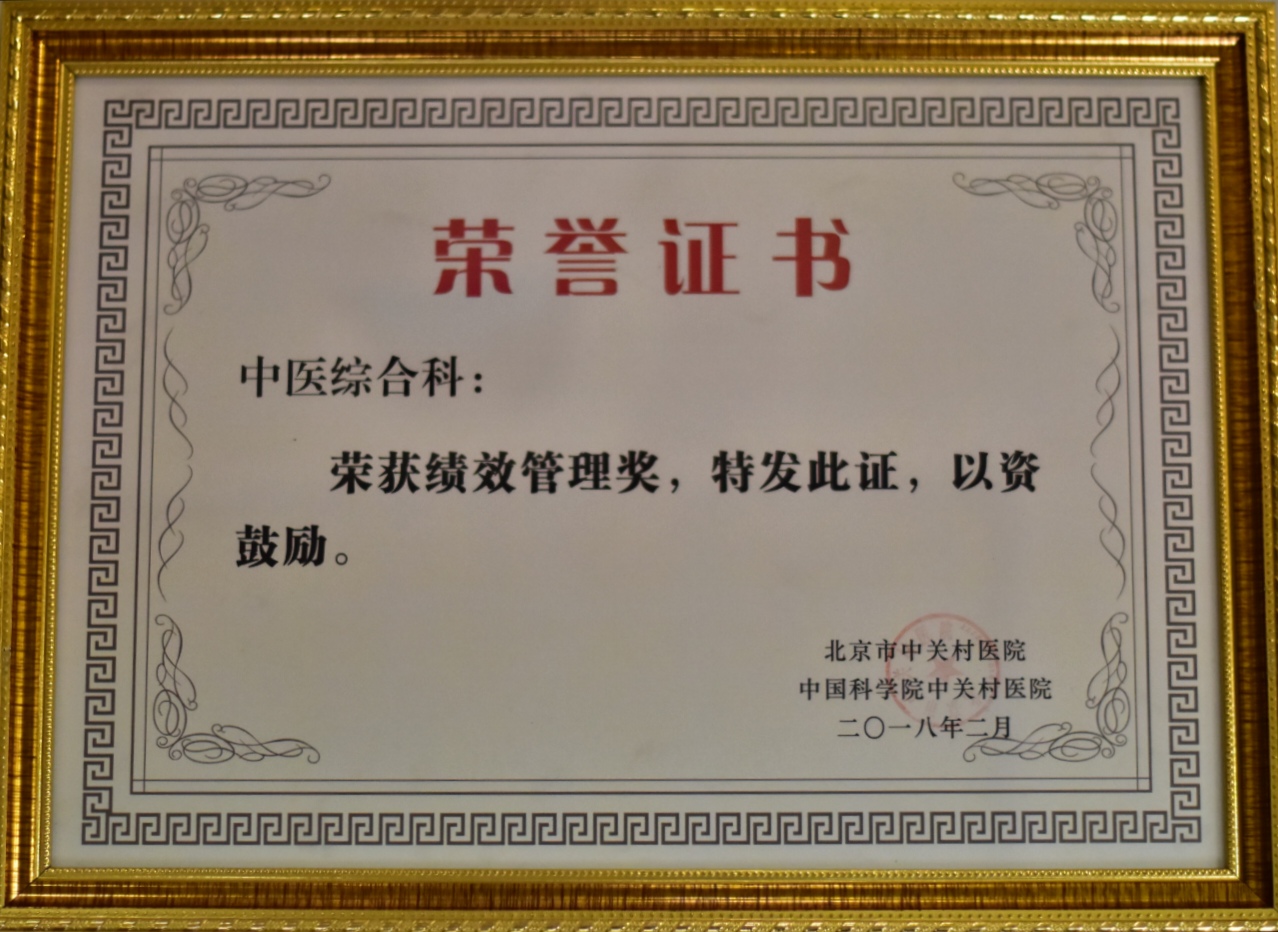 荣誉证书
中医综合科：
荣获绩效管理奖，特发此证，以资
鼓励。
北京市中关村医院
中国科学院中关村医院
二〇一八年二月